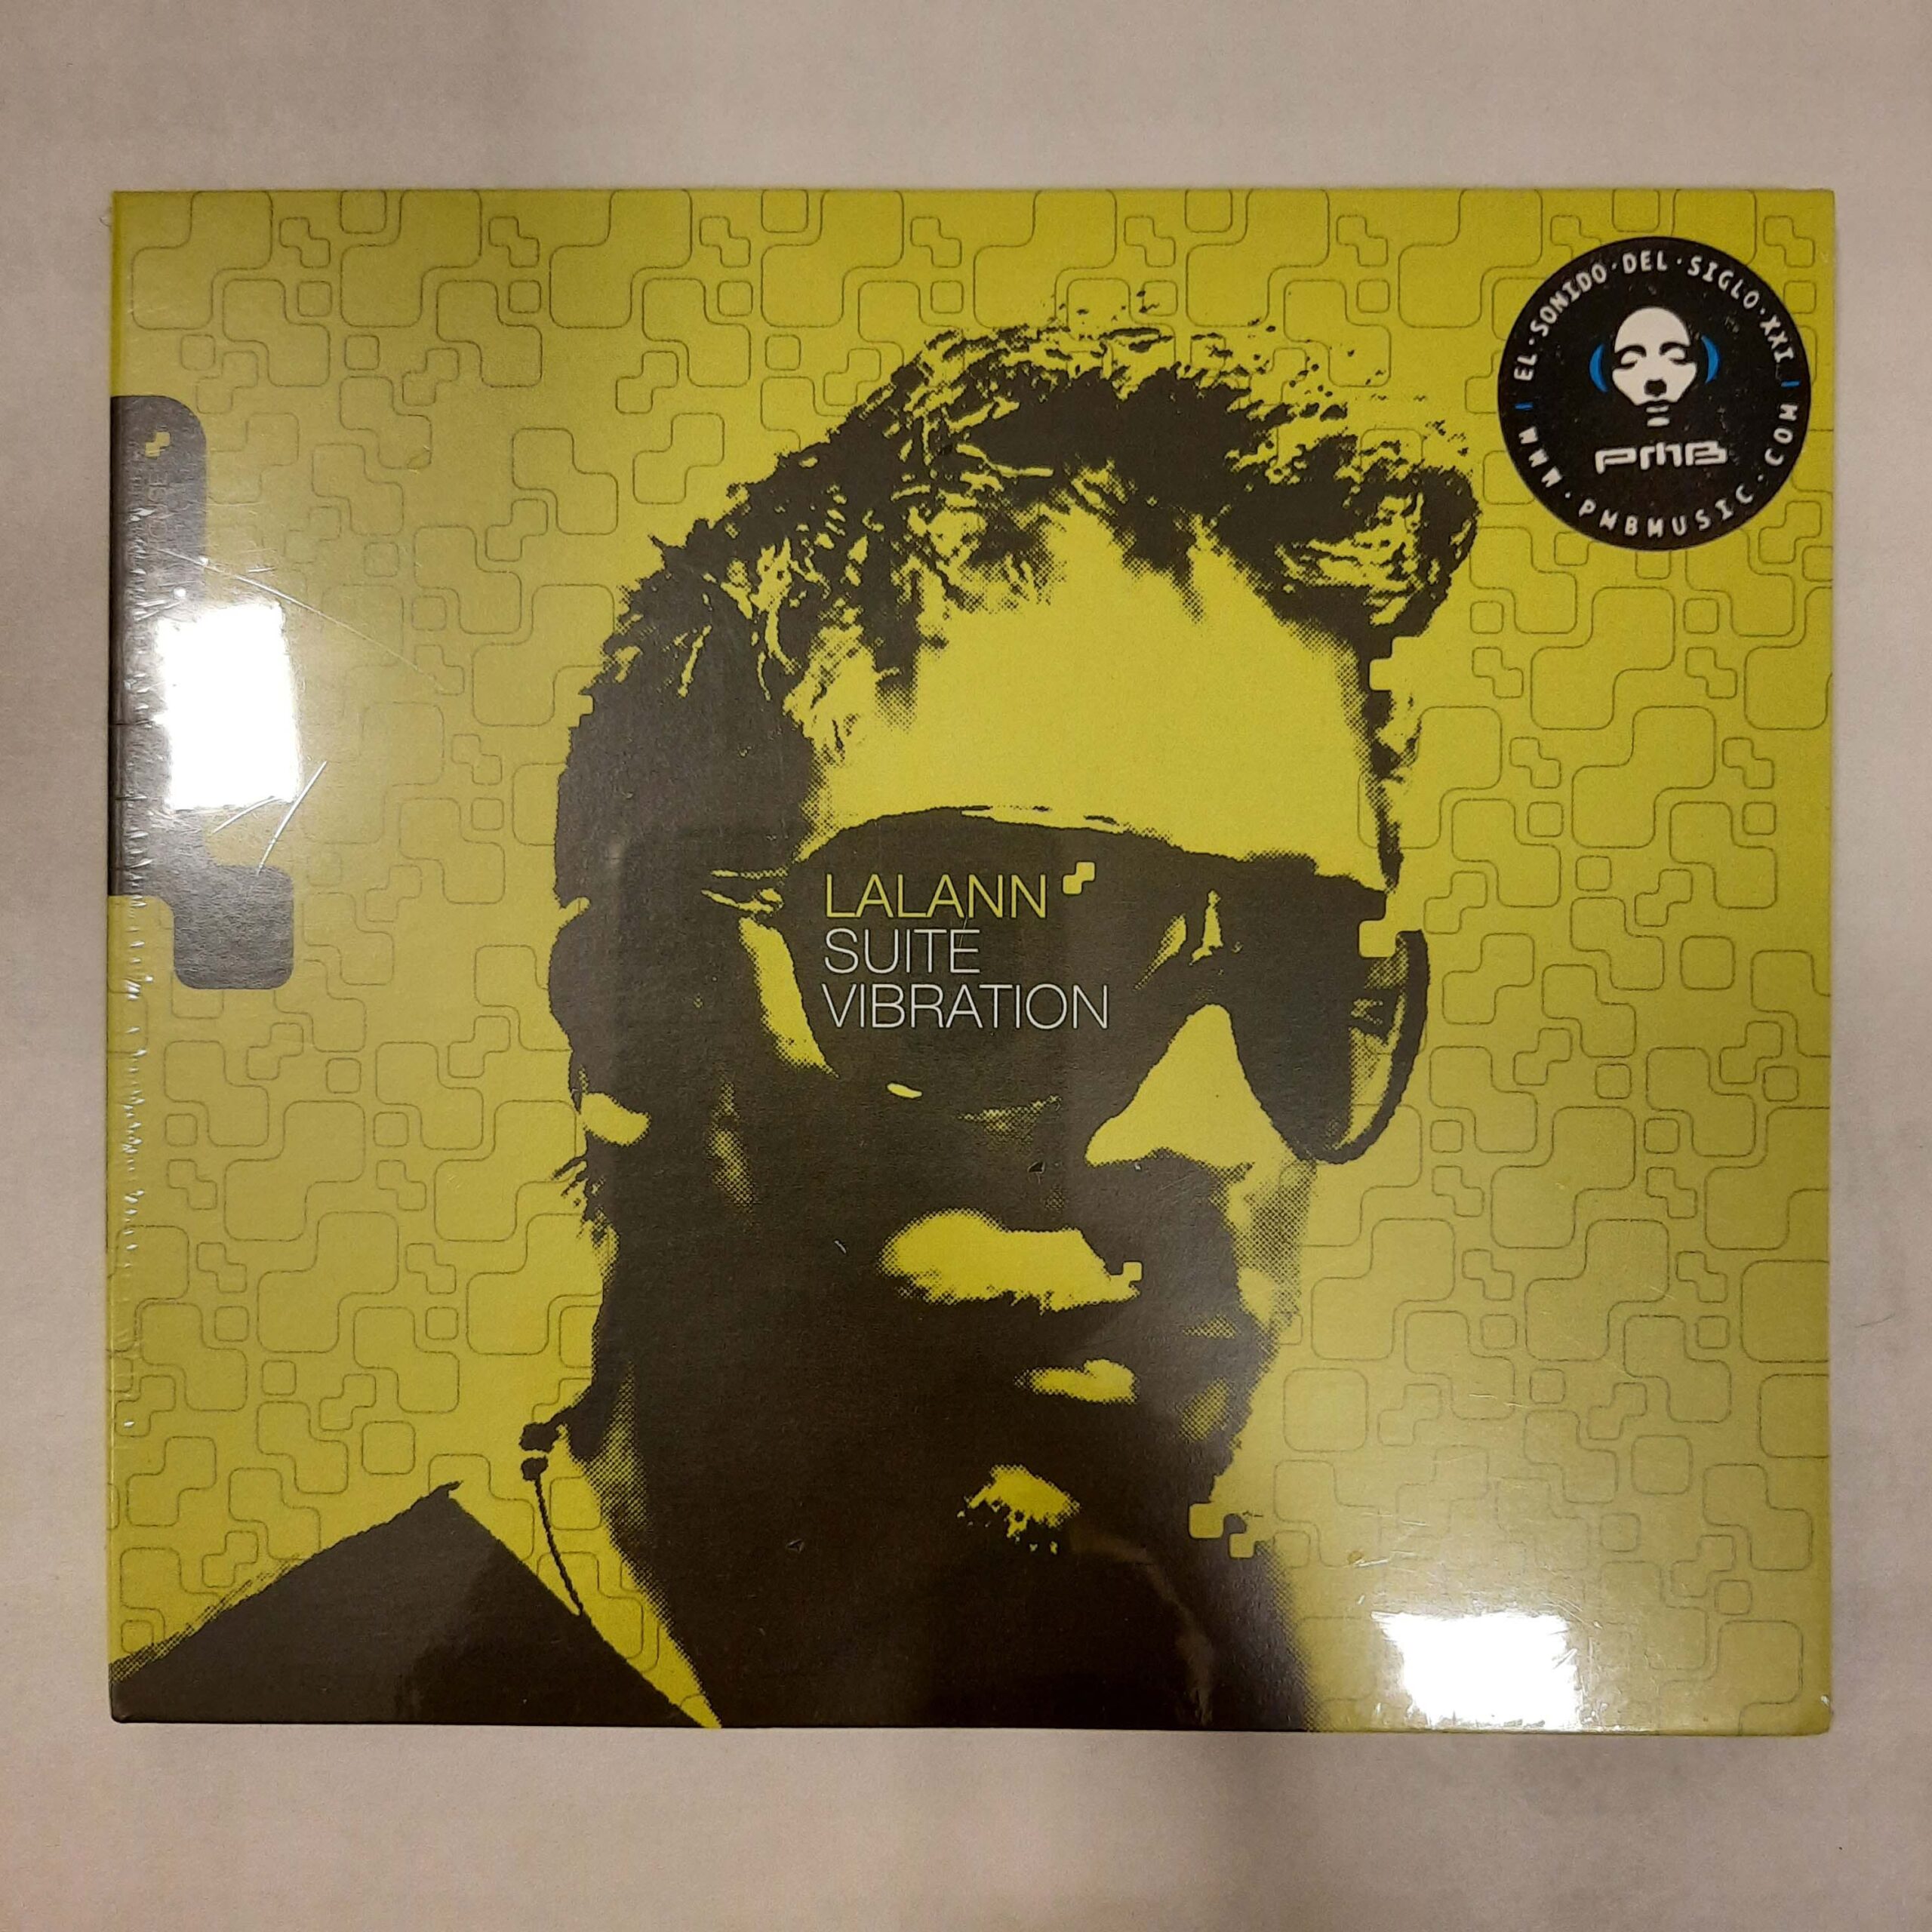 EL·SONIDO·DEL·SIGLO·XXI
PMB
WWW·PMBMUSIC·COM
LALANN
SUITE
VIBRATION